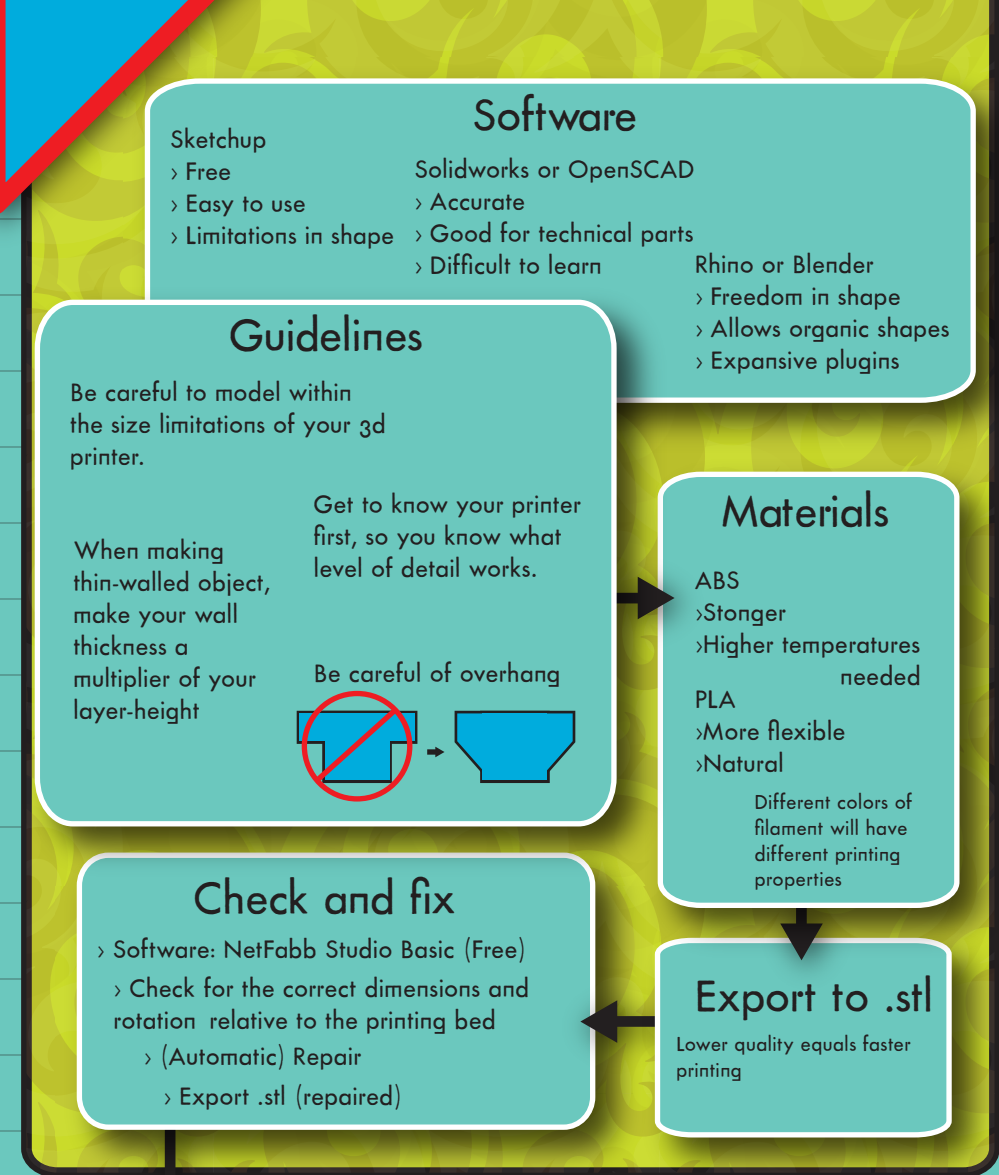 Software
Sketchup
› Free
› Easy to use
› Limitations in shape
Solidworks or OpenSCAD
› Accurate
› Good for technical parts
› Difficult to learn
Rhino or Blender
› Freedom in shape
› Allows organic shapes
› Expansive plugins
Guidelines
Be careful to model within
the size limitations of your 3d
printer.
Get to know your printer
first, so you know what
level of detail works.
When making
thin-walled object,
make your wall
thickness a
multiplier of your
layer-height
Be careful of overhang
Materials
ABS
›Stonger
›Higher temperatures
needed
PLA
›More flexible
›Natural
Different colors of
filament will have
different printing
properties
Export to .stl
Lower quality equals faster
printing
Check and fix
› Software: NetFabb Studio Basic (Free)
› Check for the correct dimensions and
rotation relative to the printing bed
› (Automatic) Repair
› Export .stl (repaired)